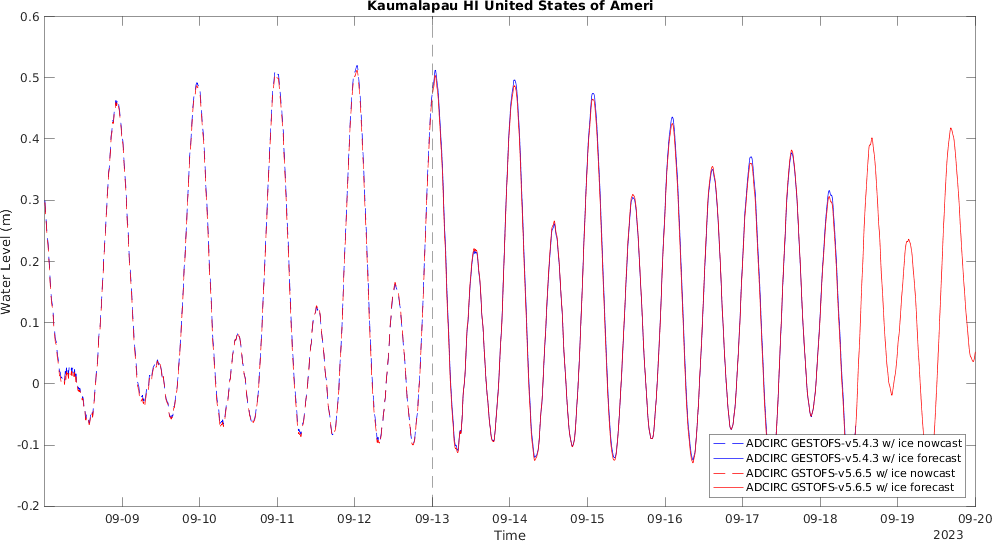 Kaumalapau HI United States of Ameri
0.6
0.5
0.4
0.3
0.2
0.1
0
-0.1
-0.2
Water Level (m)
ADCIRC GESTOFS-v5.4.3 w/ ice nowcast
ADCIRC GESTOFS-v5.4.3 w/ ice forecast
ADCIRC GSTOFS-v5.6.5 w/ ice nowcast
ADCIRC GSTOFS-v5.6.5 w/ ice forecast
09-09 09-10 09-11 09-12 09-13 09-14 09-15 09-16 09-17 09-18 09-19 09-20
Time
2023